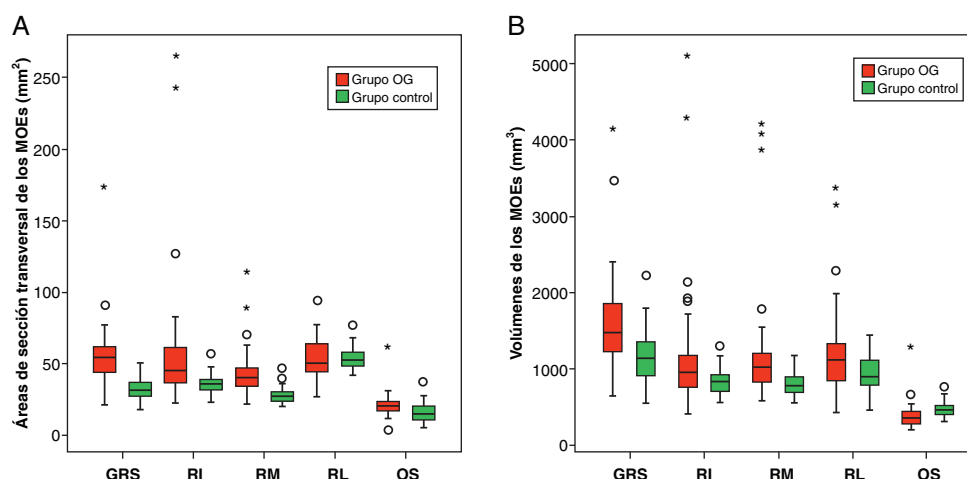 A
Áreas de sección transversal de los MOEs (mm²)
250
200
150
100
50
0
Grupo OG
Grupo control
GRS RI RM RL OS
B
Volúmenes de los MOEs (mm³)
5000
4000
3000
2000
1000
0
Grupo OG
Grupo control
GRS RI RM RL OS